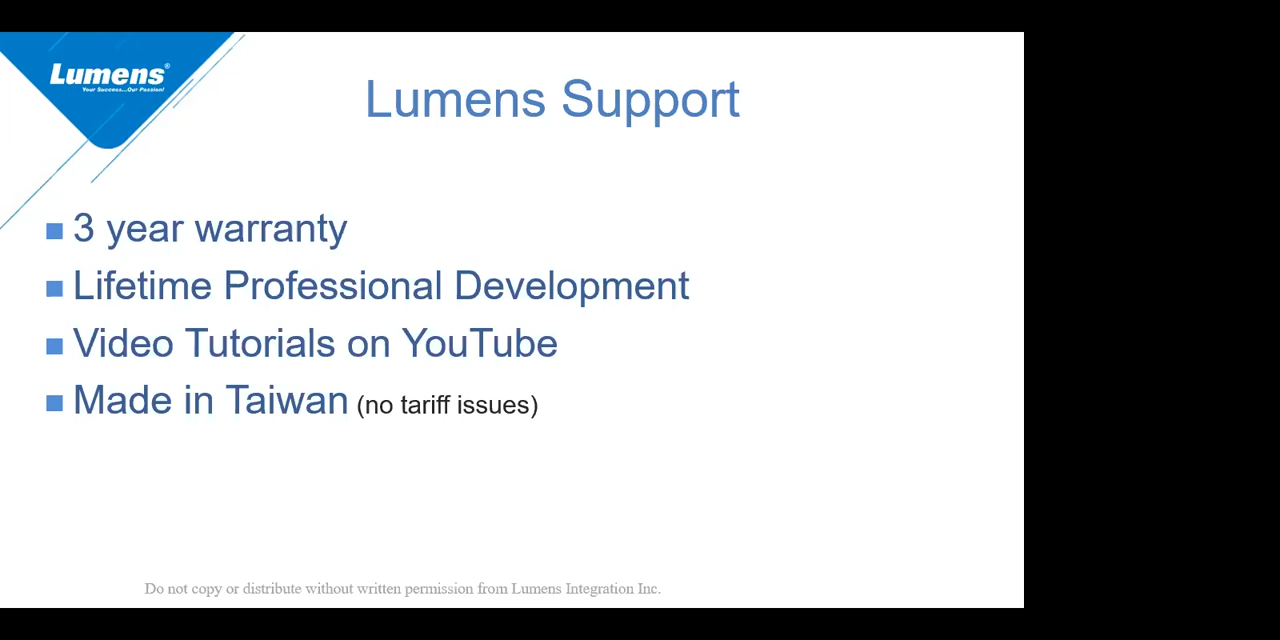 Lumens®
Your Success...Our Passion!
Lumens Support
3 year warranty
Lifetime Professional Development
Video Tutorials on YouTube
Made in Taiwan (no tariff issues)
Do not copy or distribute without written permission from Lumens Integration Inc.